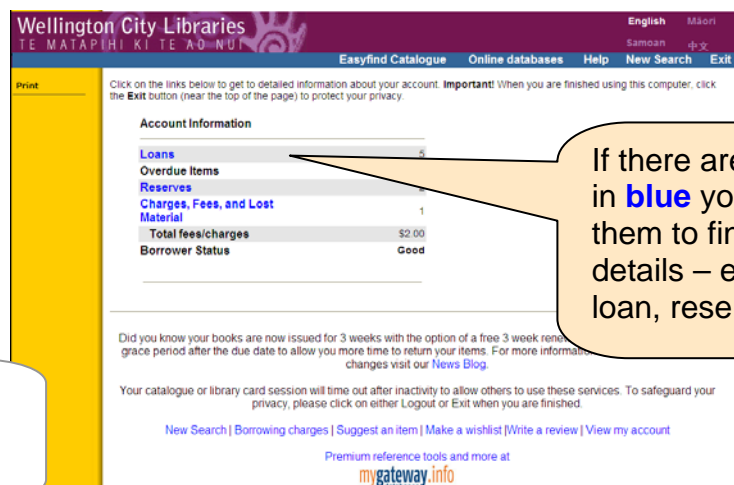 Wellington City Libraries
TE MATAPIHI KI TE AO NUI
English Māori
Samoan 中文
Easyfind Catalogue Online databases Help New Search Exit
Print
Click on the links below to get to detailed information about your account. Important! When you are finished using this computer, click
the Exit button (near the top of the page) to protect your privacy.
Account Information
Loans 5
Overdue Items
Reserves
Charges, Fees, and Lost
Material 1
Total fees/charges $2.00
Borrower Status Good
If there are
in blue yo
them to fin
details – e
loan, rese
Did you know your books are now issued for 3 weeks with the option of a free 3 week
grace period after the due date to allow you more time to return your items. For more
changes visit our News Blog.
Your catalogue or library card session will time out after inactivity to allow others to use these services. To safeguard your
privacy, please click on either Logout or Exit when you are finished.
New Search | Borrowing charges | Suggest an item | Make a wishlist |Write a review | View my account
Premium reference tools and more at
mygateway.info